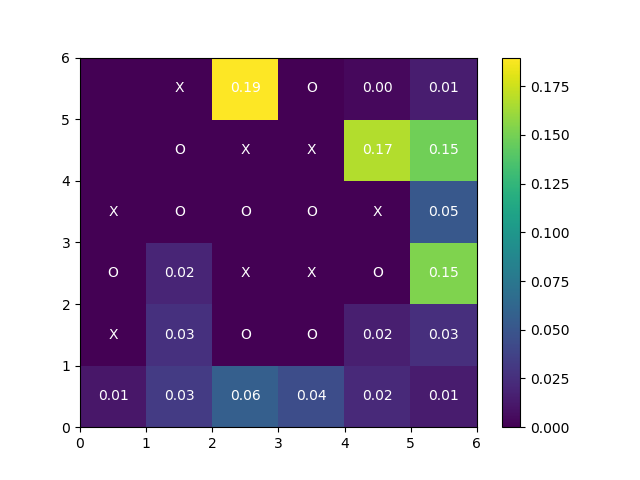 6
X 0.19 O 0.00 0.01
0.175
5
O X X 0.17 0.15
0.150
4
0.125
X O O O X 0.05
0.100
3
O 0.02 X X O 0.15
0.075
2
X 0.03 O O 0.02 0.03
0.050
1
0.025
0.01 0.03 0.06 0.04 0.02 0.01
0
0.000
0 1 2 3 4 5 6